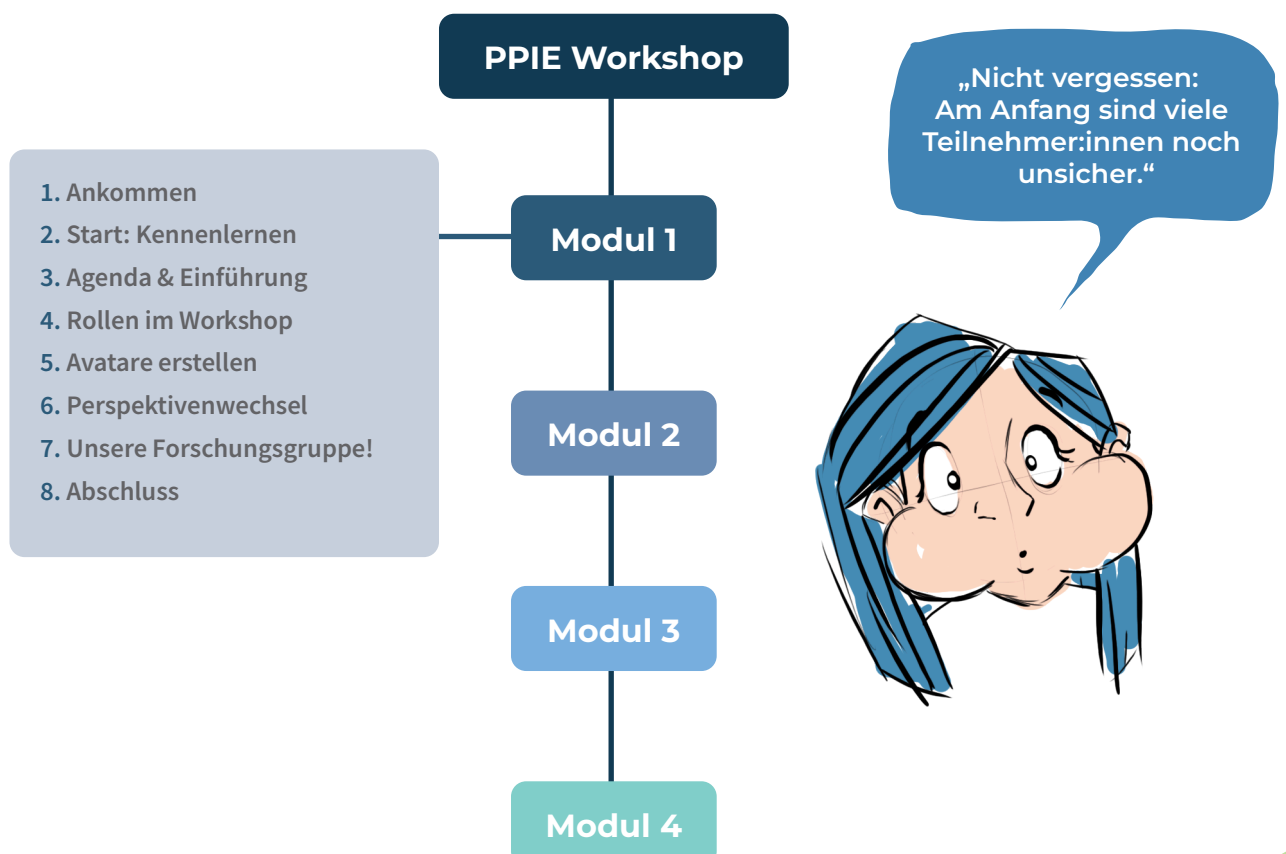 PPIE Workshop
„Nicht vergessen:
Am Anfang sind viele
Teilnehmer:innen noch
unsicher.“
1. Ankommen
2. Start: Kennenlernen
3. Agenda & Einführung
4. Rollen im Workshop
5. Avatare erstellen
6. Perspektivenwechsel
7. Unsere Forschungsgruppe!
8. Abschluss
Modul 1
Modul 2
Modul 3
Modul 4